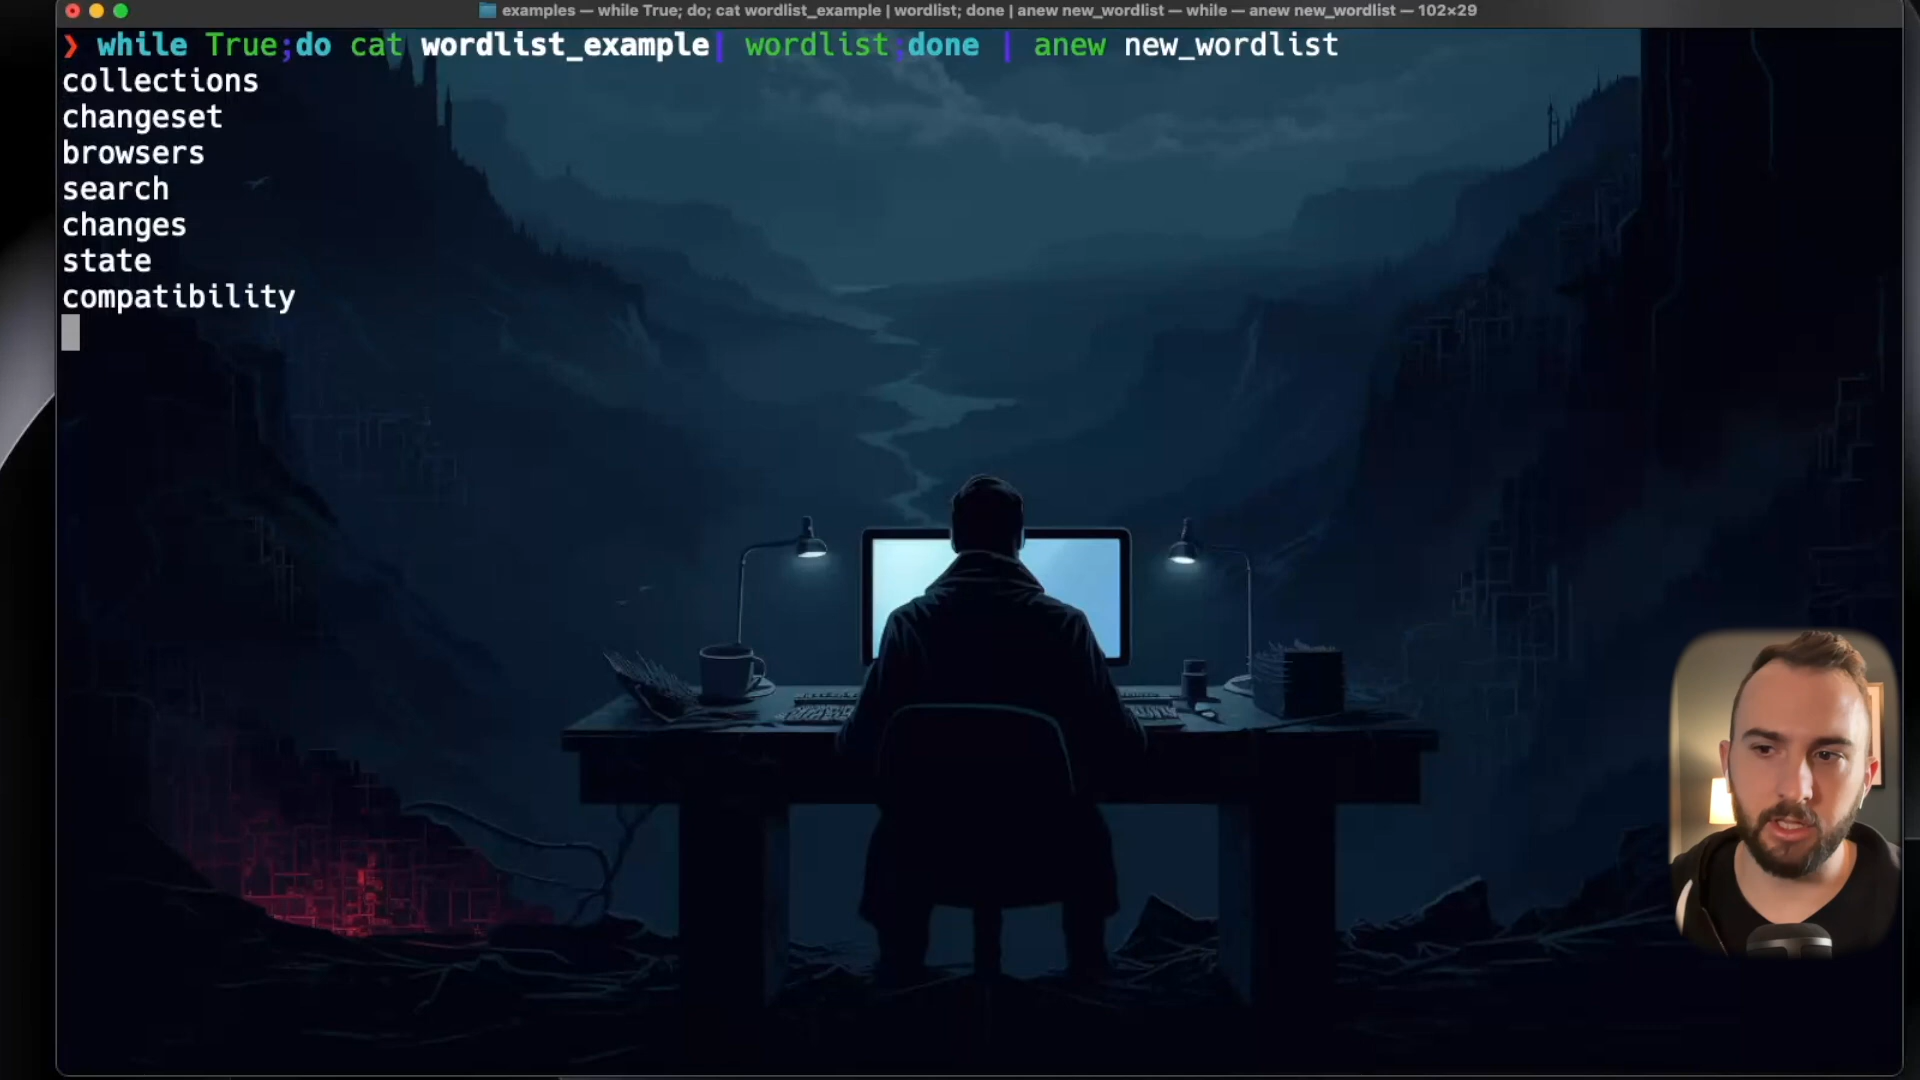 examples — while True; do; cat wordlist_example | wordlist; done | anew new_wordlist — while — anew new_wordlist — 102×29
❯ while True;do cat wordlist_example| wordlist;done | anew new_wordlist
collections
changeset
browsers
search
changes
state
compatibility